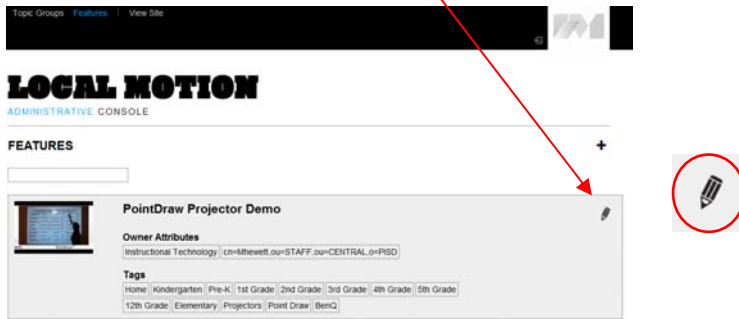 Topic Groups Features | View Site
LOCAL MOTION
ADMINISTRATIVE CONSOLE
FEATURES +
PointDraw Projector Demo
Owner Attributes
Instructional Technology cn=Mhewett,ou=STAFF,ou=CENTRAL,o=PISD
Tags
Home Kindergarten Pre-K 1st Grade 2nd Grade 3rd Grade 4th Grade 5th Grade
12th Grade Elementary Projectors Point Draw BenQ